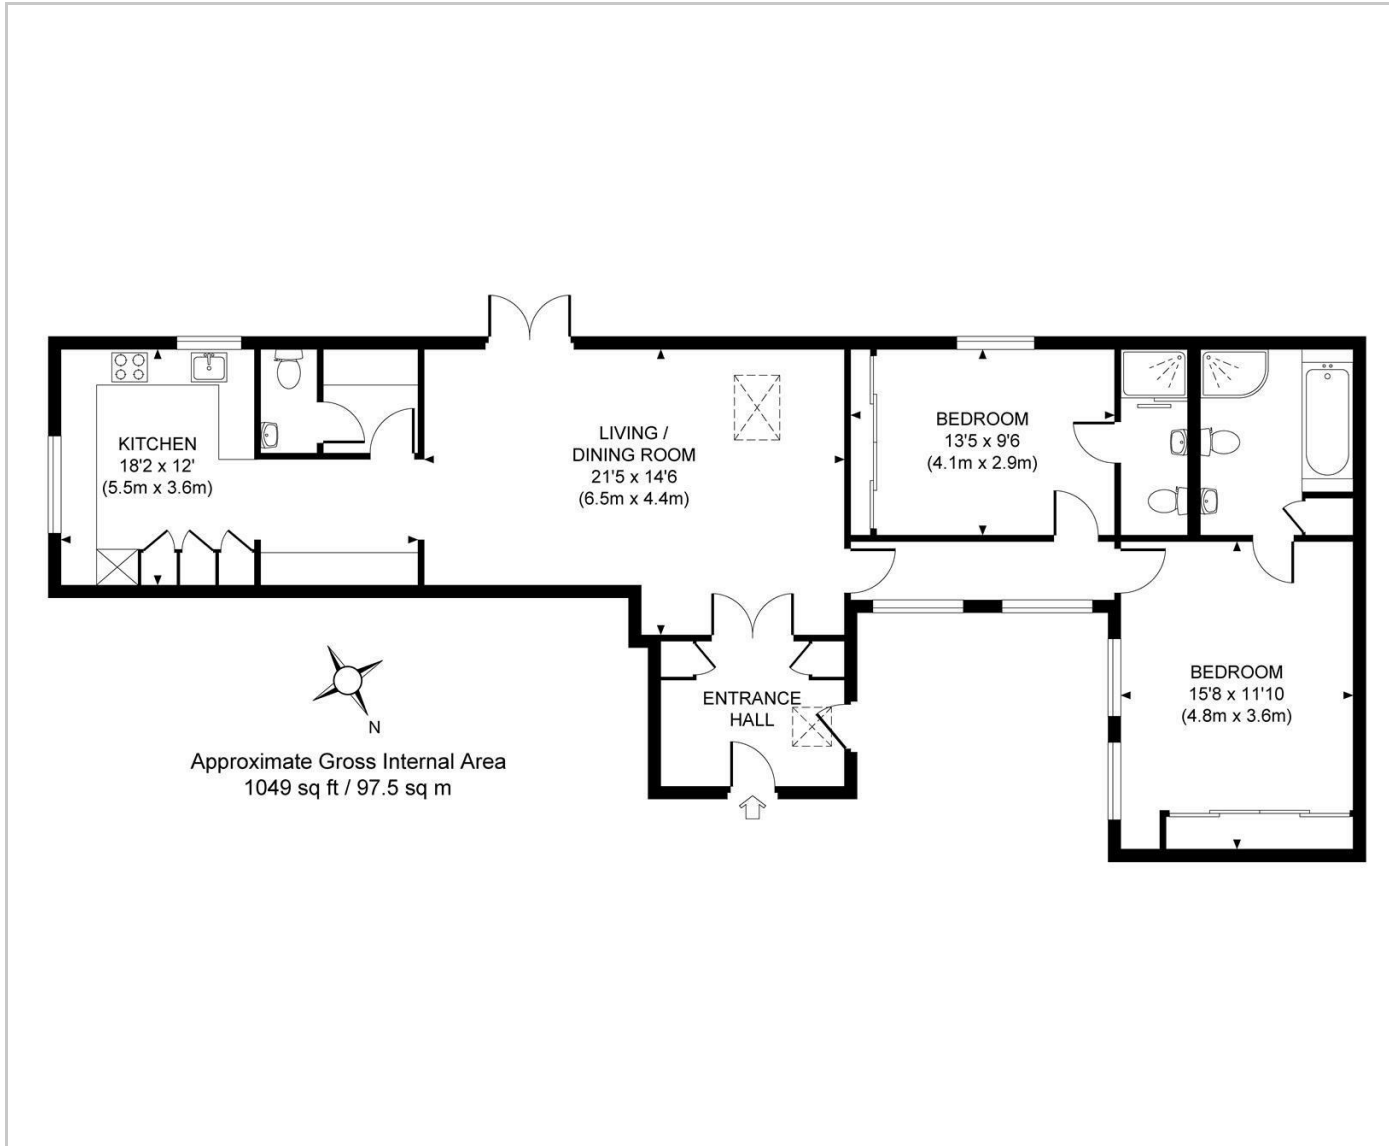 KITCHEN
18'2 x 12'
(5.5m x 3.6m)
LIVING /
DINING ROOM
21'5 x 14'6
(6.5m x 4.4m)
BEDROOM
13'5 x 9'6
(4.1m x 2.9m)
ENTRANCE
HALL
BEDROOM
15'8 x 11'10
(4.8m x 3.6m)
N
Approximate Gross Internal Area
1049 sq ft / 97.5 sq m